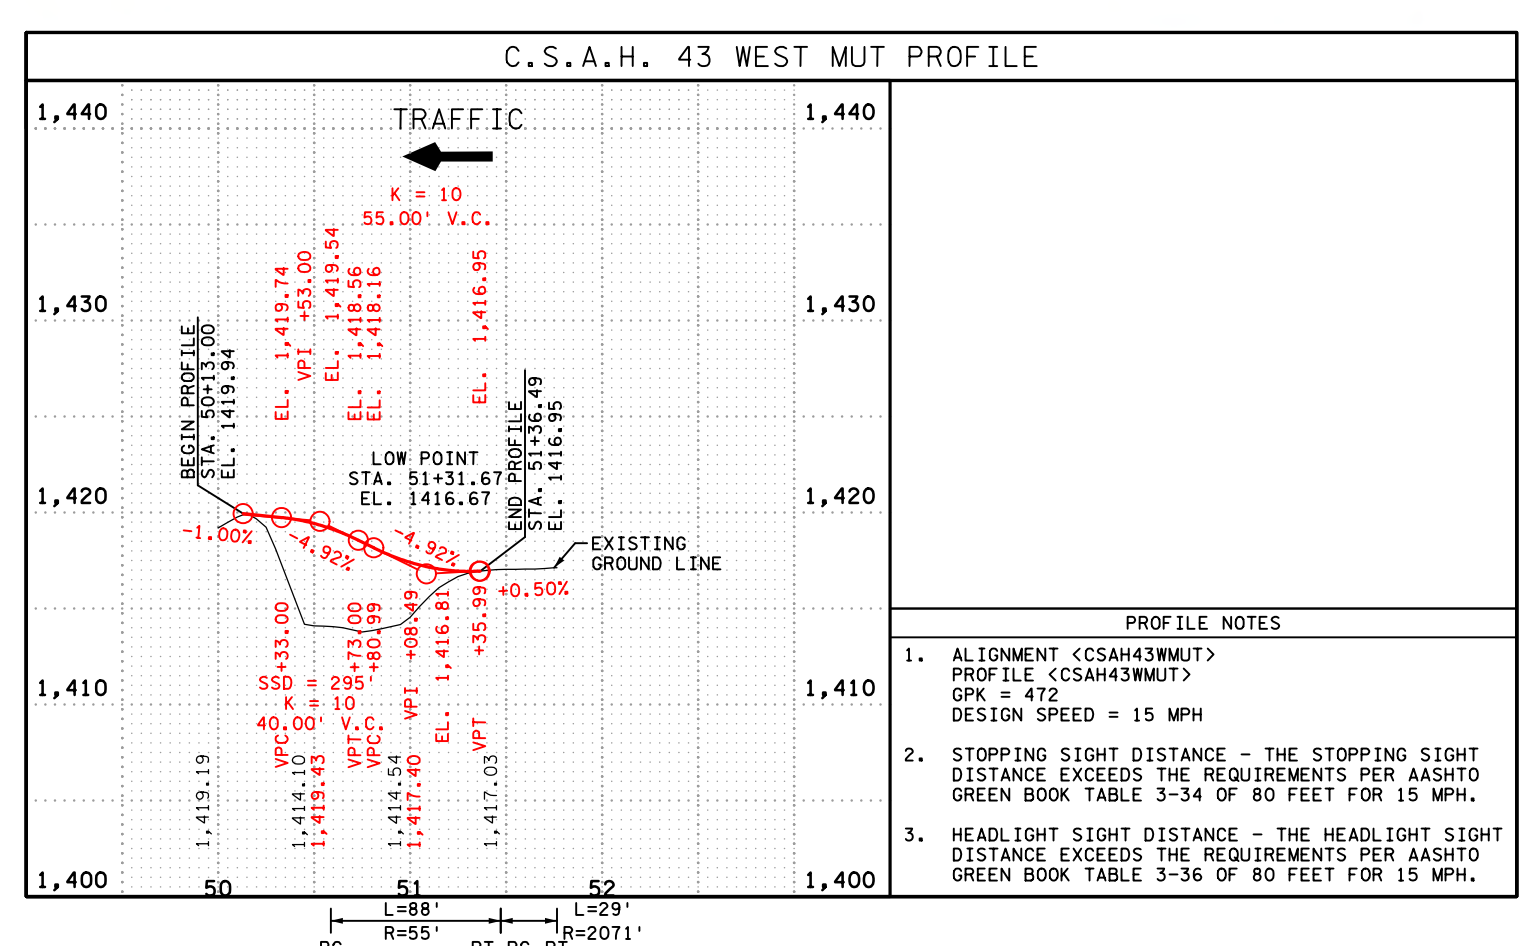 C.S.A.H. 43 WEST MUT PROFILE
1,440
1,440
TRAFFIC
K = 10
55.00' V.C.
1,430
1,430
EL. 1,419.74
VPI +53.00
EL. 1,419.54
EL. 1,418.56
EL. 1,418.16
EL. 1,416.95
BEGIN PROFILE
STA. 50+13.00
EL. 1419.94
LOW POINT
STA. 51+31.67
EL. 1416.67
END PROFILE
STA. 51+36.49
EL. 1416.95
1,420
1,420
-1.00%
-4.92%
-4.92%
+0.50%
EXISTING
GROUND LINE
VPC +33.00
VPT +73.00
VPC +80.99
VPI +08.49
EL. 1,416.81
VPT +35.99
SSD = 295'
K = 10
40.00' V.C.
1,410
1,410
1,419.19
1,414.10
1,419.43
1,414.54
1,417.40
1,417.03
1,400
1,400
50
51
52
L=88'
R=55'
L=29'
R=2071'
PC
PT
PC
PT
PROFILE NOTES
1. ALIGNMENT <CSAH43WMUT>
PROFILE <CSAH43WMUT>
GPK = 472
DESIGN SPEED = 15 MPH
2. STOPPING SIGHT DISTANCE - THE STOPPING SIGHT
DISTANCE EXCEEDS THE REQUIREMENTS PER AASHTO
GREEN BOOK TABLE 3-34 OF 80 FEET FOR 15 MPH.
3. HEADLIGHT SIGHT DISTANCE - THE HEADLIGHT SIGHT
DISTANCE EXCEEDS THE REQUIREMENTS PER AASHTO
GREEN BOOK TABLE 3-36 OF 80 FEET FOR 15 MPH.